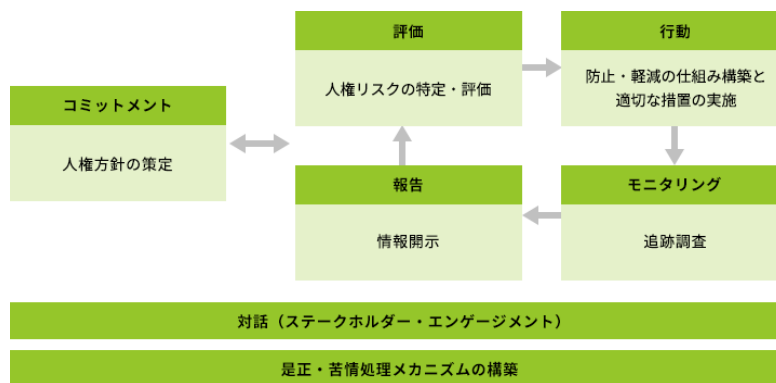 コミットメント
人権方針の策定
評価
人権リスクの特定・評価
行動
防止・軽減の仕組み構築と
適切な措置の実施
報告
情報開示
モニタリング
追跡調査
対話（ステークホルダー・エンゲージメント）
是正・苦情処理メカニズムの構築